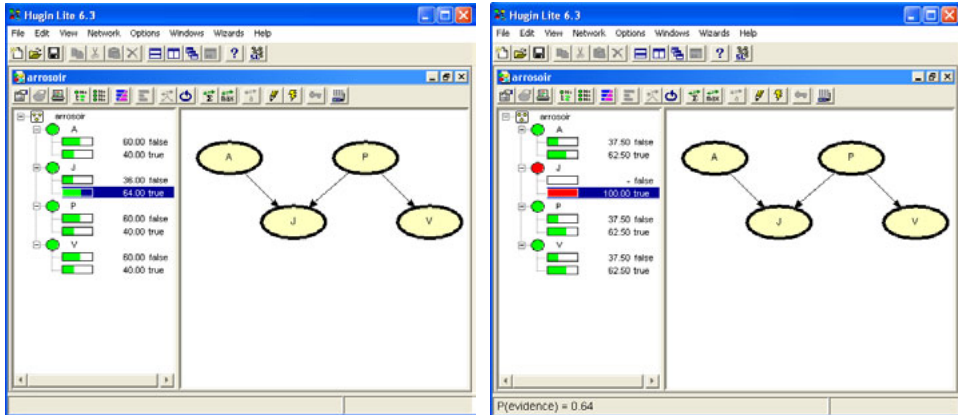 Hugin Lite 6.3
File Edit View Network Options Windows Wizards Help
arrosoir
arrosoir
A
60.00 false
40.00 true
J
36.00 false
64.00 true
P
60.00 false
40.00 true
V
60.00 false
40.00 true
A P
J V
Hugin Lite 6.3
File Edit View Network Options Windows Wizards Help
arrosoir
arrosoir
A
37.50 false
62.50 true
J
- false
100.00 true
P
37.50 false
62.50 true
V
37.50 false
62.50 true
A P
J V
P(evidence) = 0.64